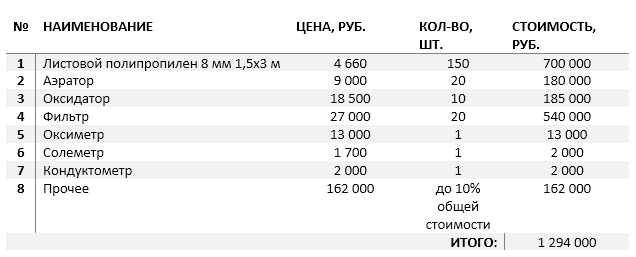 № НАИМЕНОВАНИЕ ЦЕНА, РУБ. КОЛ-ВО, ШТ. СТОИМОСТЬ, РУБ.
1 Листовой полипропилен 8 мм 1,5х3 м 4 660 150 700 000
2 Аэратор 9 000 20 180 000
3 Оксидатор 18 500 10 185 000
4 Фильтр 27 000 20 540 000
5 Оксиметр 13 000 1 13 000
6 Солеметр 1 700 1 2 000
7 Кондуктометр 2 000 1 2 000
8 Прочее 162 000 до 10% общей стоимости 162 000
ИТОГО: 1 294 000